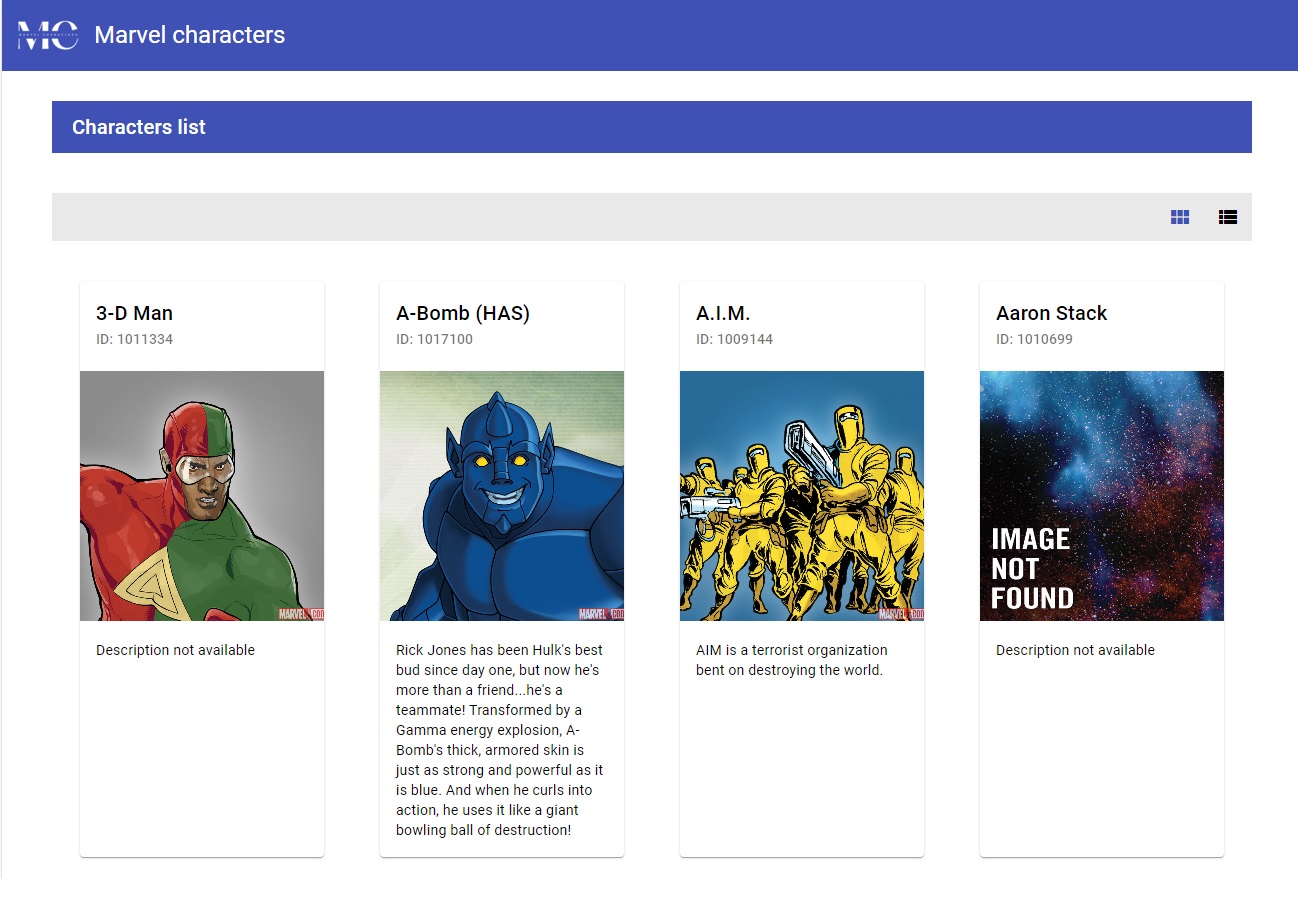 MC
MARVEL CHARACTERS
Marvel characters
Characters list
3-D Man
ID: 1011334
Description not available
A-Bomb (HAS)
ID: 1017100
Rick Jones has been Hulk's best
bud since day one, but now he's
more than a friend...he's a
teammate! Transformed by a
Gamma energy explosion, A-
Bomb's thick, armored skin is
just as strong and powerful as it
is blue. And when he curls into
action, he uses it like a giant
bowling ball of destruction!
A.I.M.
ID: 1009144
AIM is a terrorist organization
bent on destroying the world.
Aaron Stack
ID: 1010699
IMAGE
NOT
FOUND
Description not available
MARVEL.COM
MARVEL.COM
MARVEL.COM